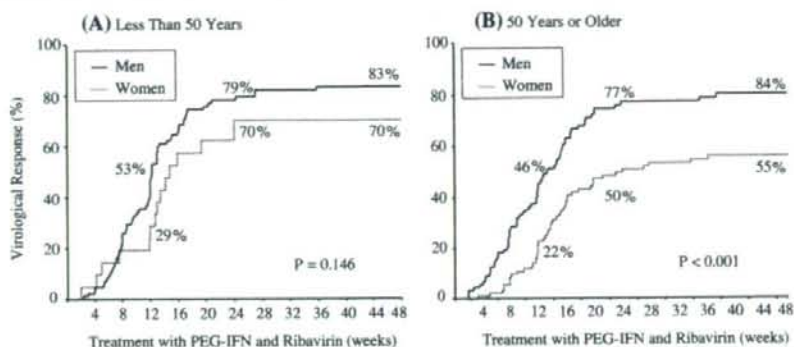 (A) Less Than 50 Years
Virological Response (%)
100
80
60
40
20
0
Men
Women
53%
79%
83%
29%
70%
70%
P = 0.146
4 8 12 16 20 24 28 32 36 40 44 48
Treatment with PEG-IFN and Ribavirin (weeks)
(B) 50 Years or Older
100
80
60
40
20
0
Men
Women
46%
77%
84%
22%
50%
55%
P < 0.001
4 8 12 16 20 24 28 32 36 40 44 48
Treatment with PEG-IFN and Ribavirin (weeks)